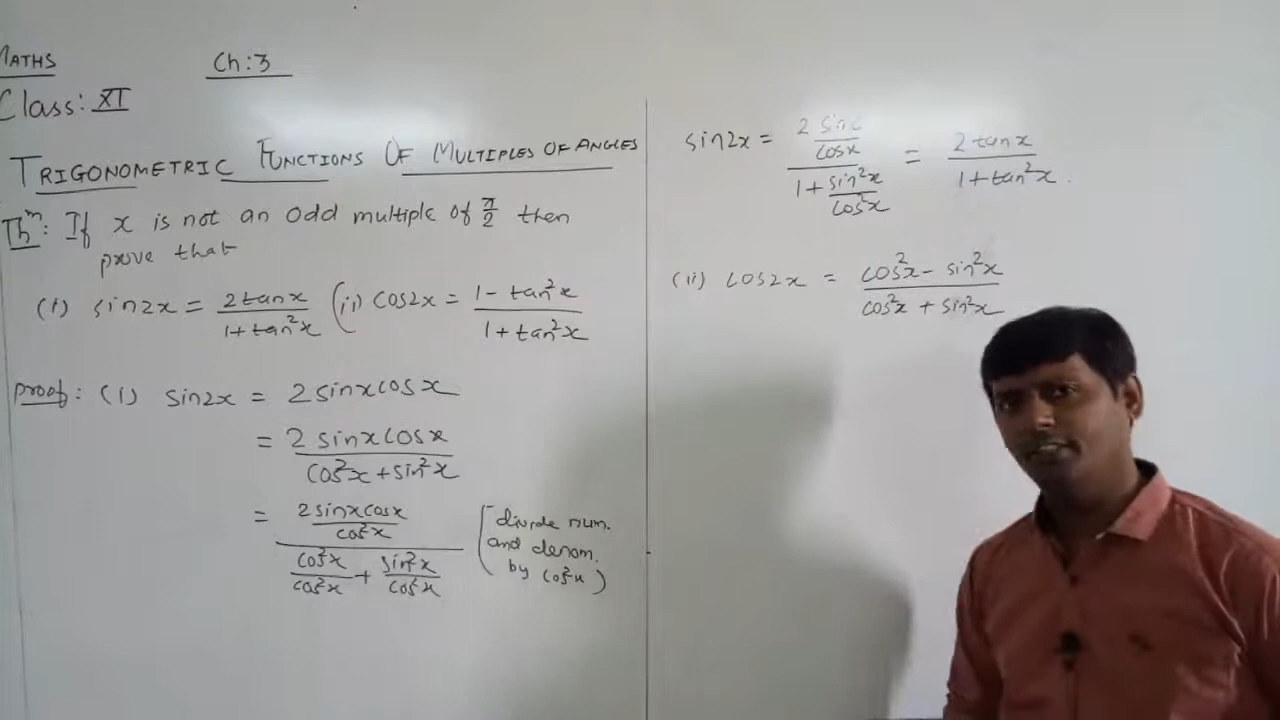 MATHS Ch:3
Class: XI
TRIGONOMETRIC FUNCTIONS OF MULTIPLES OF ANGLES
Thᵐ: If x is not an odd multiple of π/2 then
prove that
(i) sin2x = 2tanx / 1+tan²x (ii) cos2x = 1-tan²x / 1+tan²x
Proof: (i) sin2x = 2sinxcosx
= 2sinxcosx / cos²x+sin²x
= (2sinxcosx / cos²x) / (cos²x / cos²x + sin²x / cos²x) (divide num.
and denom.
by cos²x)
sin2x = (2 sinx / cosx) / (1+ sin²x / cos²x) = 2tanx / 1+tan²x.
(ii) cos2x = cos²x-sin²x / cos²x+sin²x